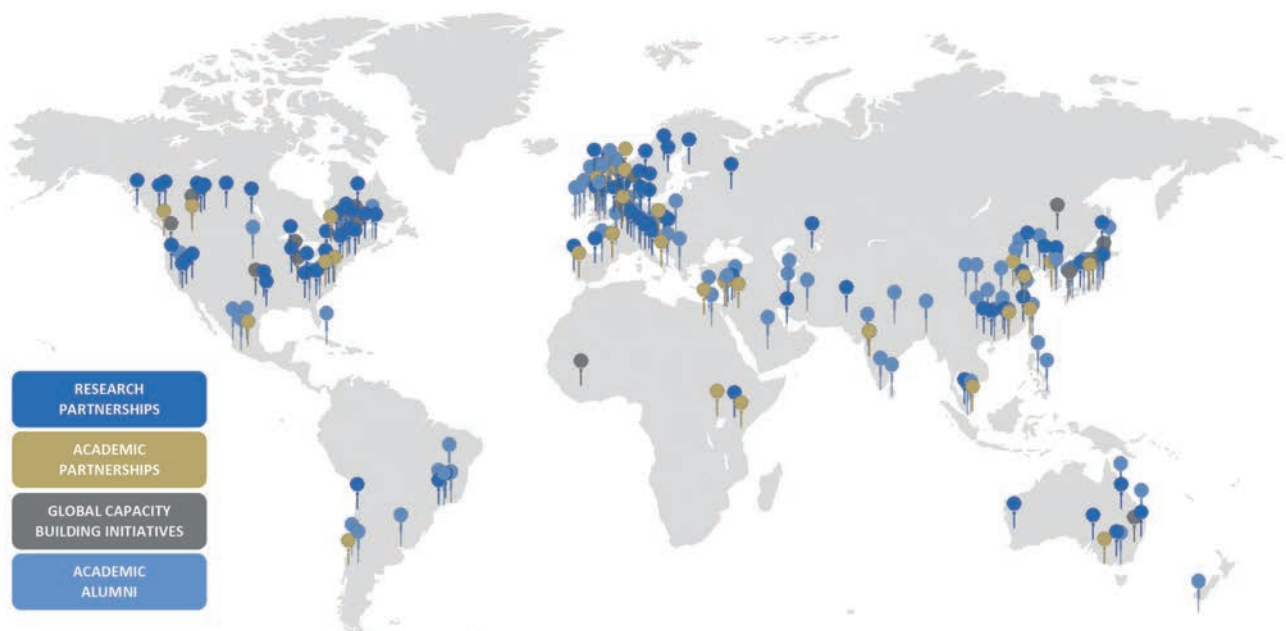 RESEARCH
PARTNERSHIPS
ACADEMIC
PARTNERSHIPS
GLOBAL CAPACITY
BUILDING INITIATIVES
ACADEMIC
ALUMNI